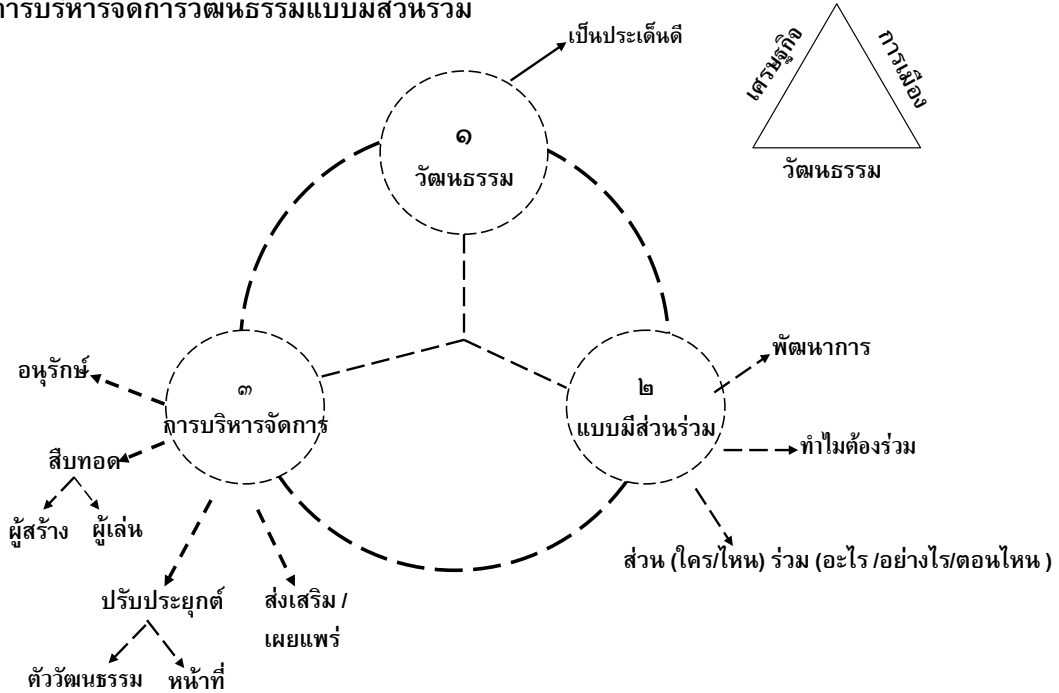 การบริหารจัดการวัฒนธรรมแบบมีส่วนร่วม
เป็นประเด็นดี
เศรษฐกิจ
การเมือง
วัฒนธรรม
๑
วัฒนธรรม
๒
แบบมีส่วนร่วม
พัฒนาการ
ทำไมต้องร่วม
ส่วน (ใคร/ไหน) ร่วม (อะไร /อย่างไร/ตอนไหน )
๓
การบริหารจัดการ
อนุรักษ์
สืบทอด
ผู้สร้าง
ผู้เล่น
ปรับประยุกต์
ตัววัฒนธรรม
หน้าที่
ส่งเสริม /
เผยแพร่